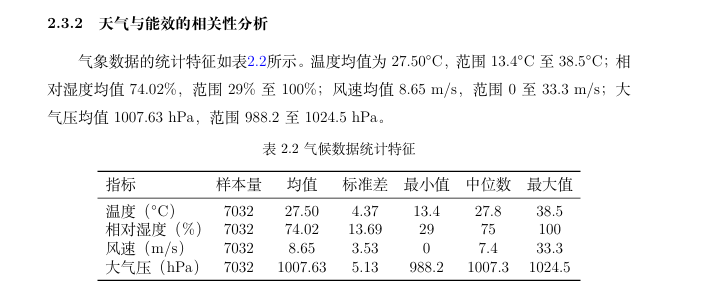 2.3.2 天气与能效的相关性分析
气象数据的统计特征如表2.2所示。温度均值为 27.50°C，范围 13.4°C 至 38.5°C；相
对湿度均值 74.02%，范围 29% 至 100%；风速均值 8.65 m/s，范围 0 至 33.3 m/s；大
气压均值 1007.63 hPa，范围 988.2 至 1024.5 hPa。
表 2.2 气候数据统计特征
指标 样本量 均值 标准差 最小值 中位数 最大值
温度（°C） 7032 27.50 4.37 13.4 27.8 38.5
相对湿度（%） 7032 74.02 13.69 29 75 100
风速（m/s） 7032 8.65 3.53 0 7.4 33.3
大气压（hPa） 7032 1007.63 5.13 988.2 1007.3 1024.5